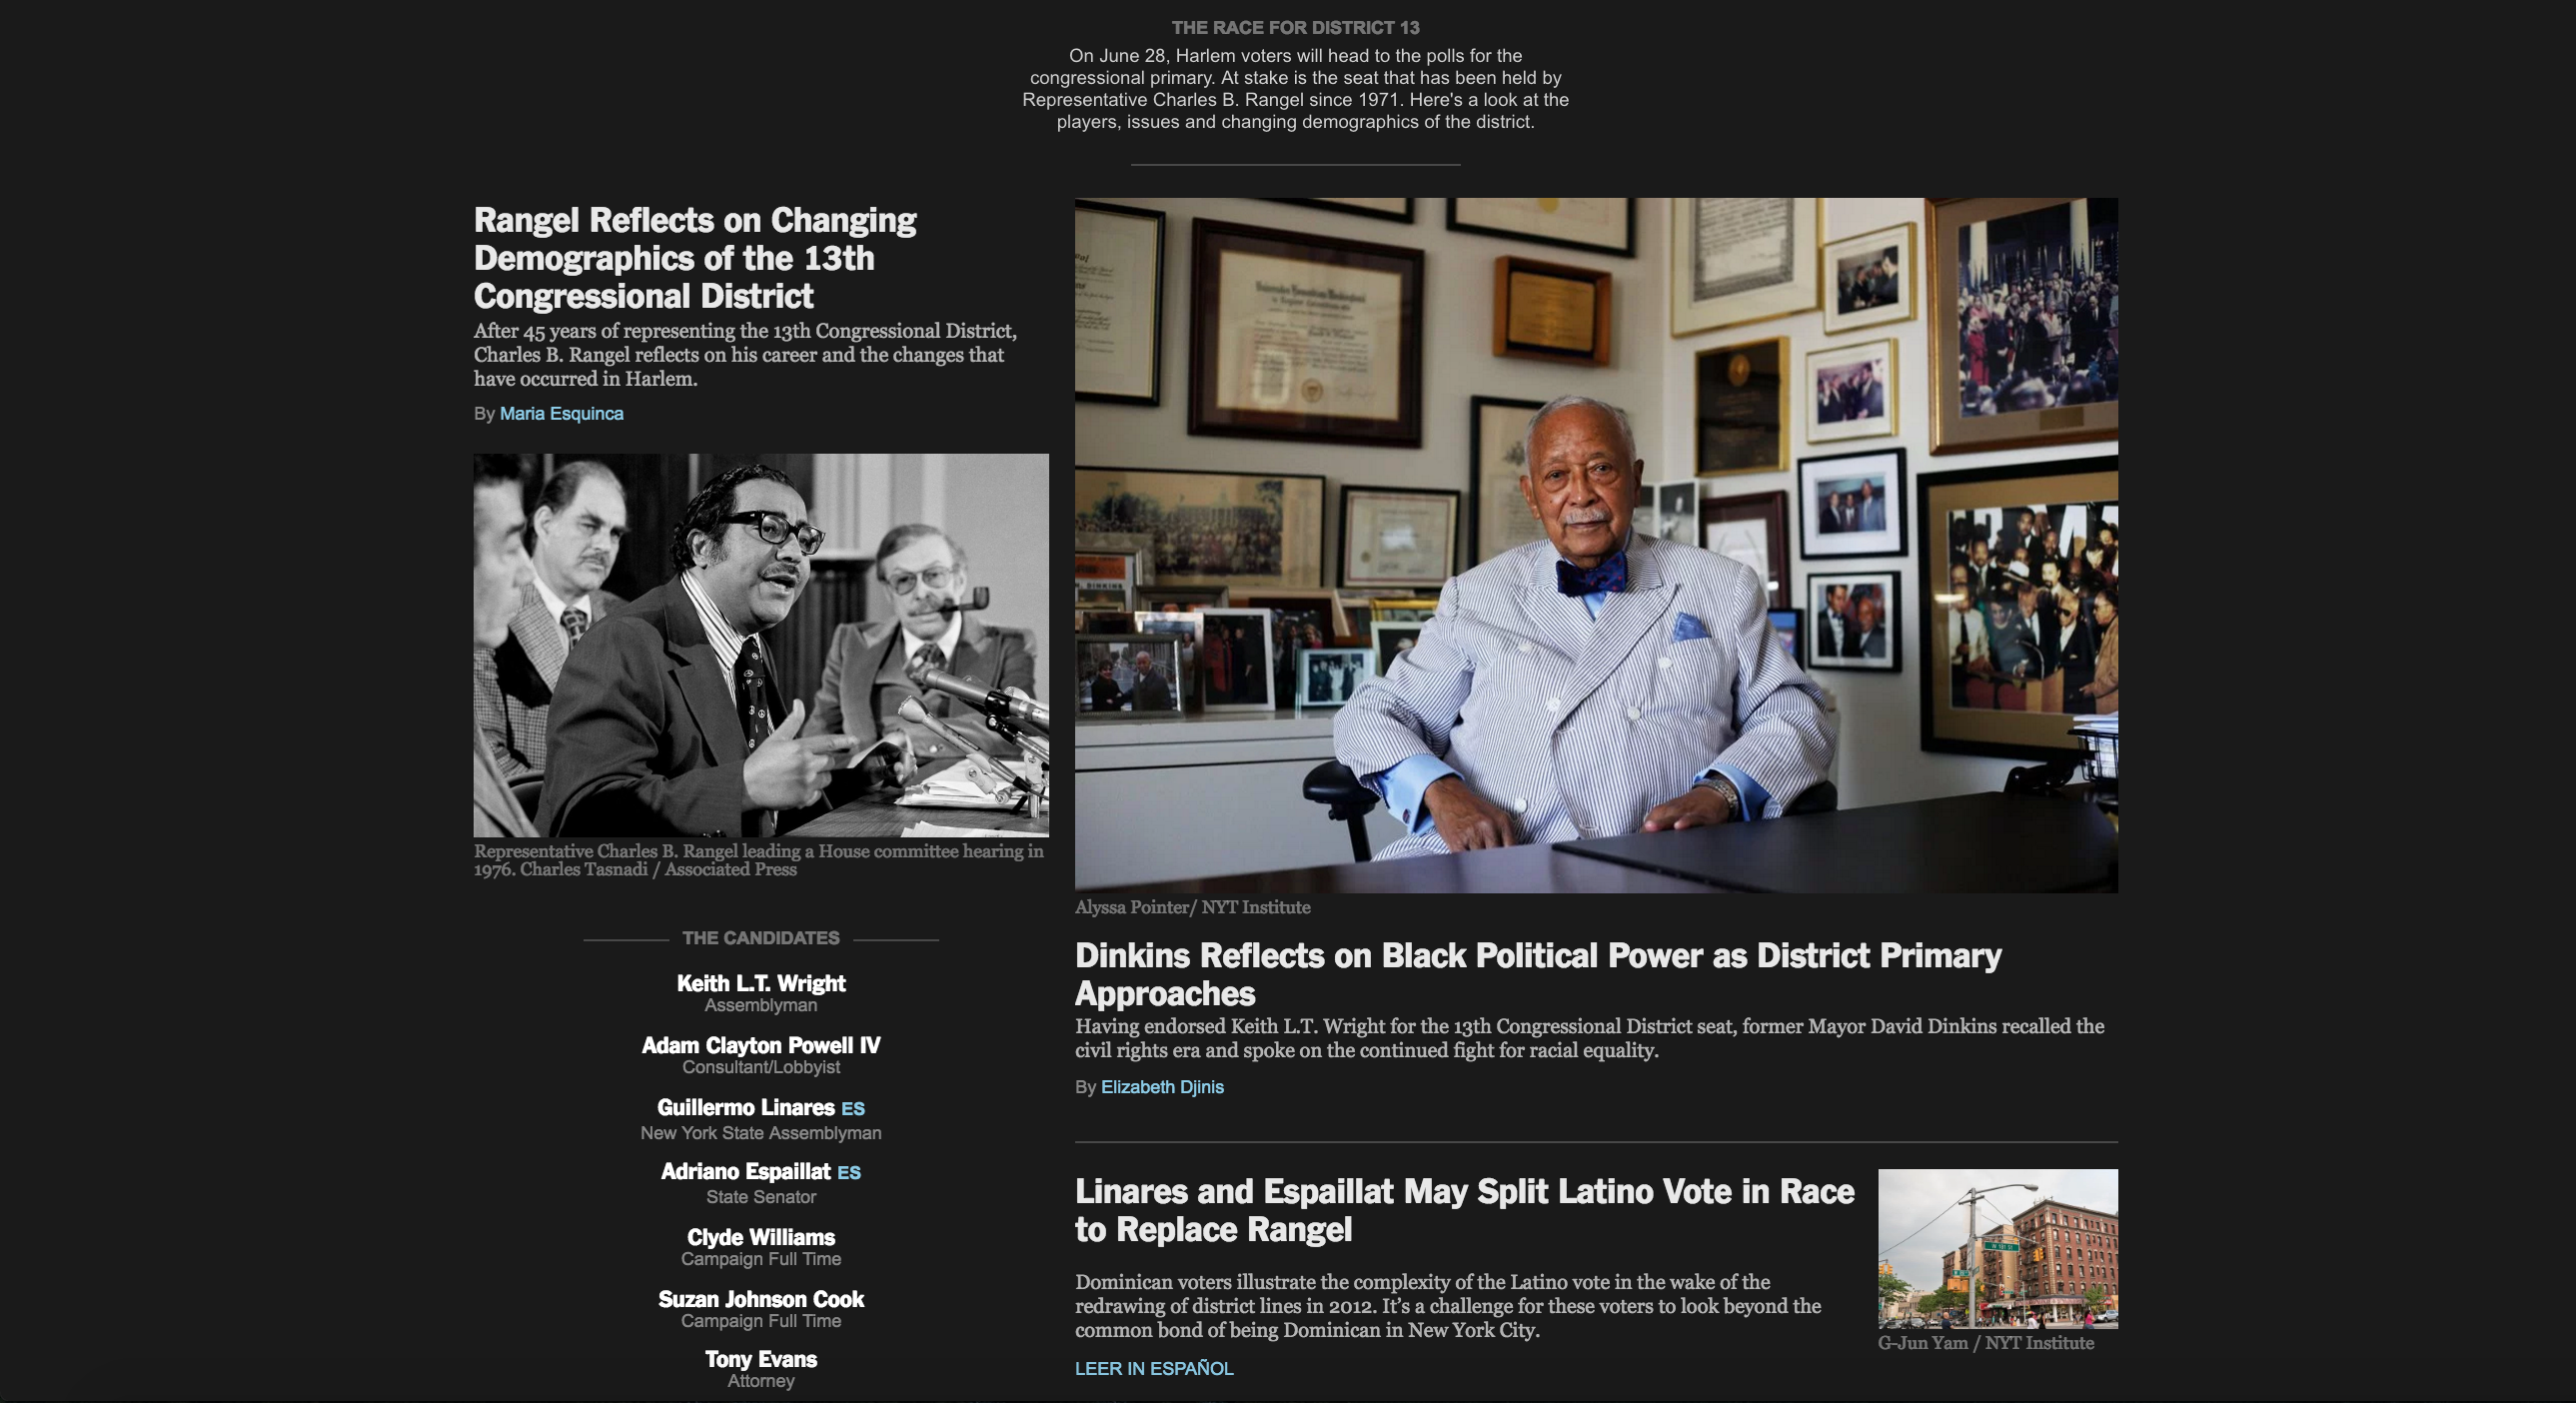 THE RACE FOR DISTRICT 13
On June 28, Harlem voters will head to the polls for the
congressional primary. At stake is the seat that has been held by
Representative Charles B. Rangel since 1971. Here's a look at the
players, issues and changing demographics of the district.
Rangel Reflects on Changing
Demographics of the 13th
Congressional District
After 45 years of representing the 13th Congressional District,
Charles B. Rangel reflects on his career and the changes that
have occurred in Harlem.
By Maria Esquinca
Representative Charles B. Rangel leading a House committee hearing in
1976. Charles Tasnadi / Associated Press
THE CANDIDATES
Keith L.T. Wright
Assemblyman
Adam Clayton Powell IV
Consultant/Lobbyist
Guillermo Linares ES
New York State Assemblyman
Adriano Espaillat ES
State Senator
Clyde Williams
Campaign Full Time
Suzan Johnson Cook
Campaign Full Time
Tony Evans
Attorney
Alyssa Pointer/ NYT Institute
Dinkins Reflects on Black Political Power as District Primary
Approaches
Having endorsed Keith L.T. Wright for the 13th Congressional District seat, former Mayor David Dinkins recalled the
civil rights era and spoke on the continued fight for racial equality.
By Elizabeth Djinis
Linares and Espaillat May Split Latino Vote in Race
to Replace Rangel
Dominican voters illustrate the complexity of the Latino vote in the wake of the
redrawing of district lines in 2012. It’s a challenge for these voters to look beyond the
common bond of being Dominican in New York City.
LEER IN ESPAÑOL
G-Jun Yam / NYT Institute